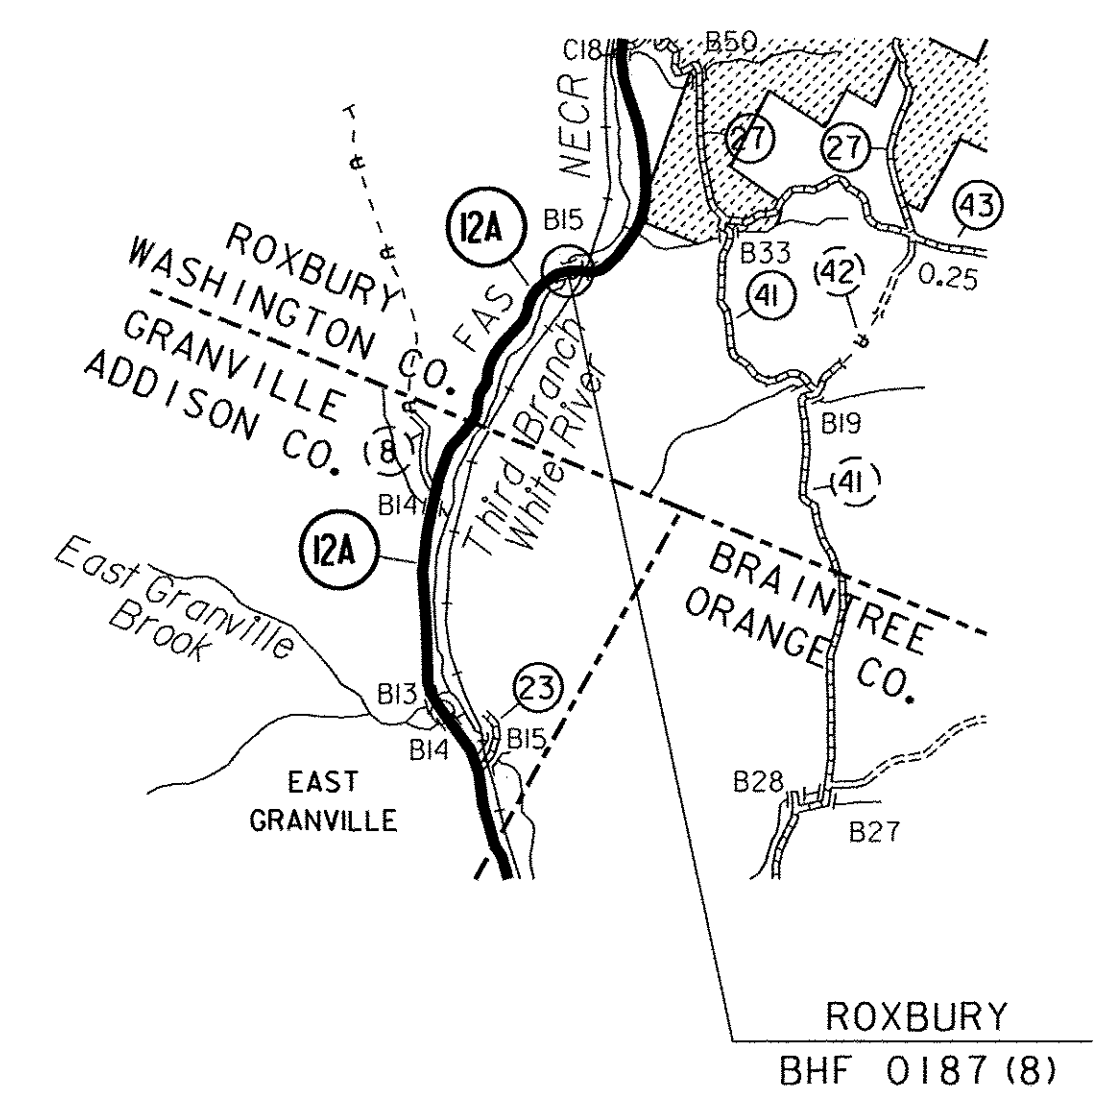 C18
B50
NECR
27
27
43
12A
B15
B33
0.25
(42)
41
ROXBURY
WASHINGTON CO.
GRANVILLE
ADDISON CO.
FAS
Third Branch
White River
B19
8
(41)
B14
12A
BRAINTREE
ORANGE CO.
East Granville
Brook
B13
23
B14
B15
EAST
GRANVILLE
B28
B27
ROXBURY
BHF 0187 (8)